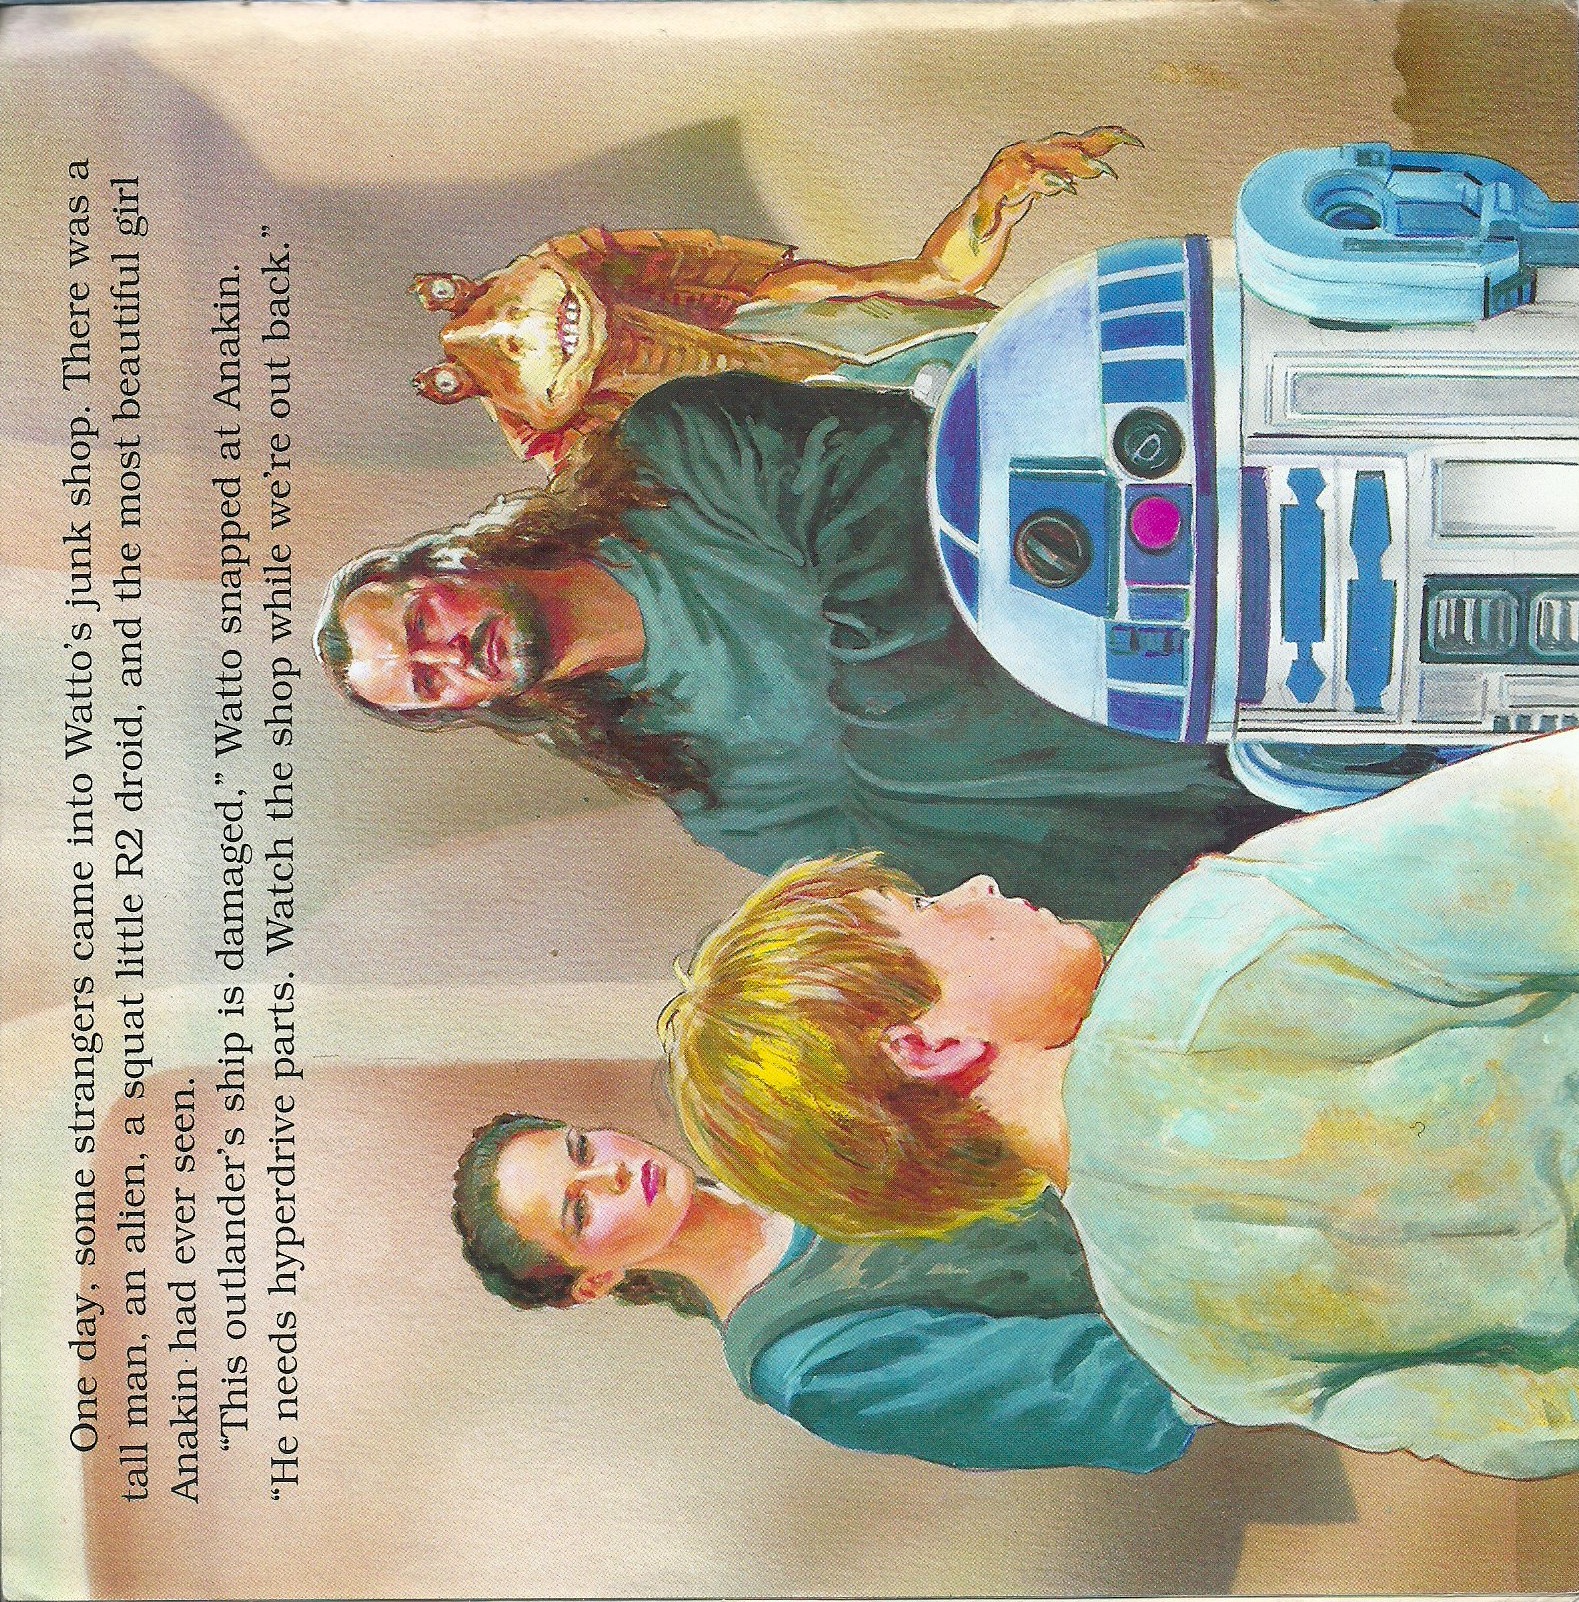 One day, some strangers came into Watto's junk shop. There was a
tall man, an alien, a squat little R2 droid, and the most beautiful girl
Anakin had ever seen.
“This outlander’s ship is damaged,” Watto snapped at Anakin.
“He needs hyperdrive parts. Watch the shop while we’re out back.”